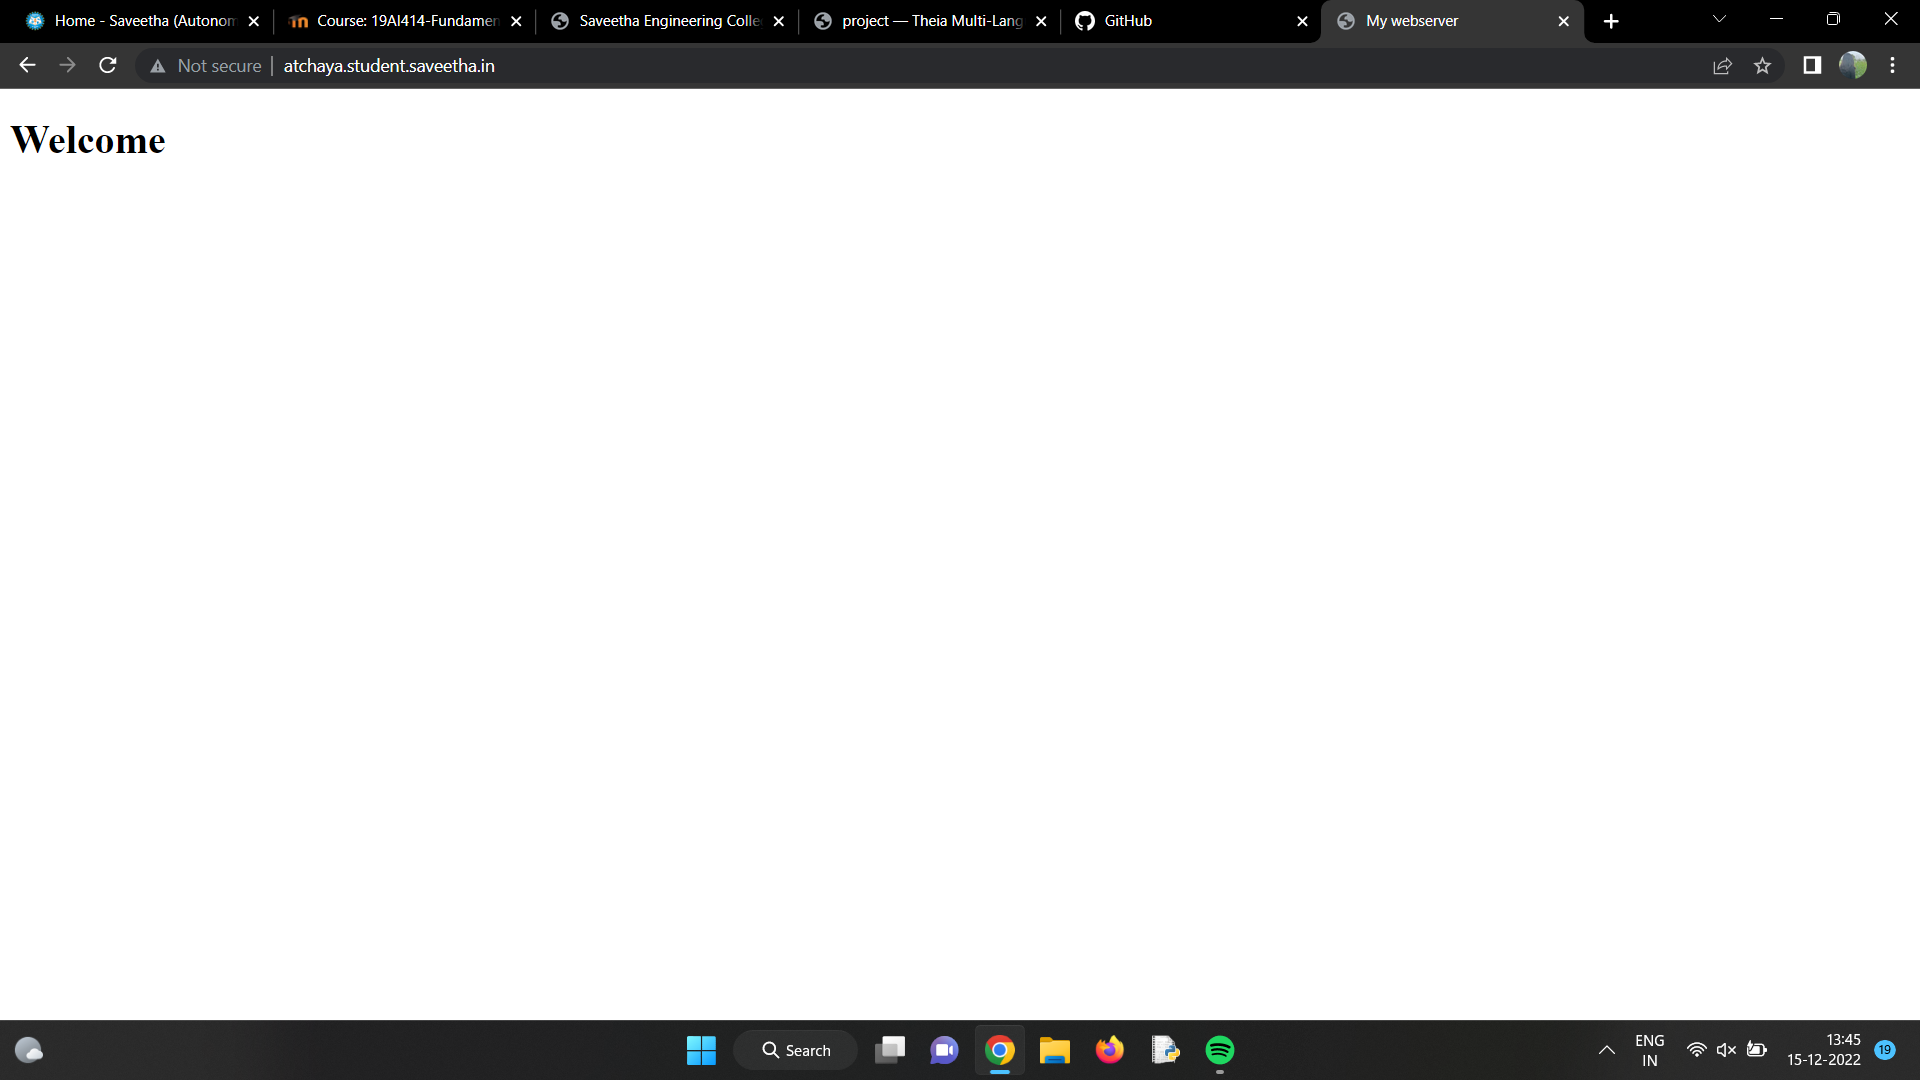 Home - Saveetha (Autonom
Course: 19AI414-Fundamen
Saveetha Engineering Colle
project — Theia Multi-Lang
GitHub
My webserver
Not secure
atchaya.student.saveetha.in
Welcome
Search
ENG
IN
13:45
15-12-2022
19